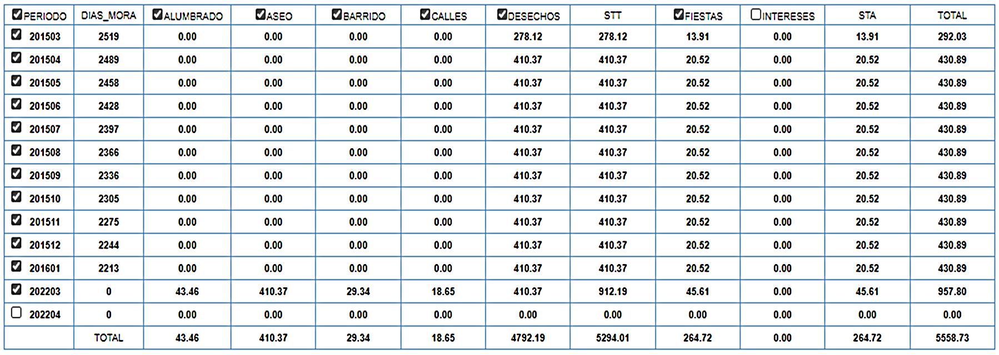 PERIODO DIAS_MORA ALUMBRADO ASEO BARRIDO CALLES DESECHOS STT FIESTAS INTERESES STA TOTAL
201503 2519 0.00 0.00 0.00 0.00 278.12 278.12 13.91 0.00 13.91 292.03
201504 2489 0.00 0.00 0.00 0.00 410.37 410.37 20.52 0.00 20.52 430.89
201505 2458 0.00 0.00 0.00 0.00 410.37 410.37 20.52 0.00 20.52 430.89
201506 2428 0.00 0.00 0.00 0.00 410.37 410.37 20.52 0.00 20.52 430.89
201507 2397 0.00 0.00 0.00 0.00 410.37 410.37 20.52 0.00 20.52 430.89
201508 2366 0.00 0.00 0.00 0.00 410.37 410.37 20.52 0.00 20.52 430.89
201509 2336 0.00 0.00 0.00 0.00 410.37 410.37 20.52 0.00 20.52 430.89
201510 2305 0.00 0.00 0.00 0.00 410.37 410.37 20.52 0.00 20.52 430.89
201511 2275 0.00 0.00 0.00 0.00 410.37 410.37 20.52 0.00 20.52 430.89
201512 2244 0.00 0.00 0.00 0.00 410.37 410.37 20.52 0.00 20.52 430.89
201601 2213 0.00 0.00 0.00 0.00 410.37 410.37 20.52 0.00 20.52 430.89
202203 0 43.46 410.37 29.34 18.65 410.37 912.19 45.61 0.00 45.61 957.80
202204 0 0.00 0.00 0.00 0.00 0.00 0.00 0.00 0.00 0.00 0.00
TOTAL 43.46 410.37 29.34 18.65 4792.19 5294.01 264.72 0.00 264.72 5558.73